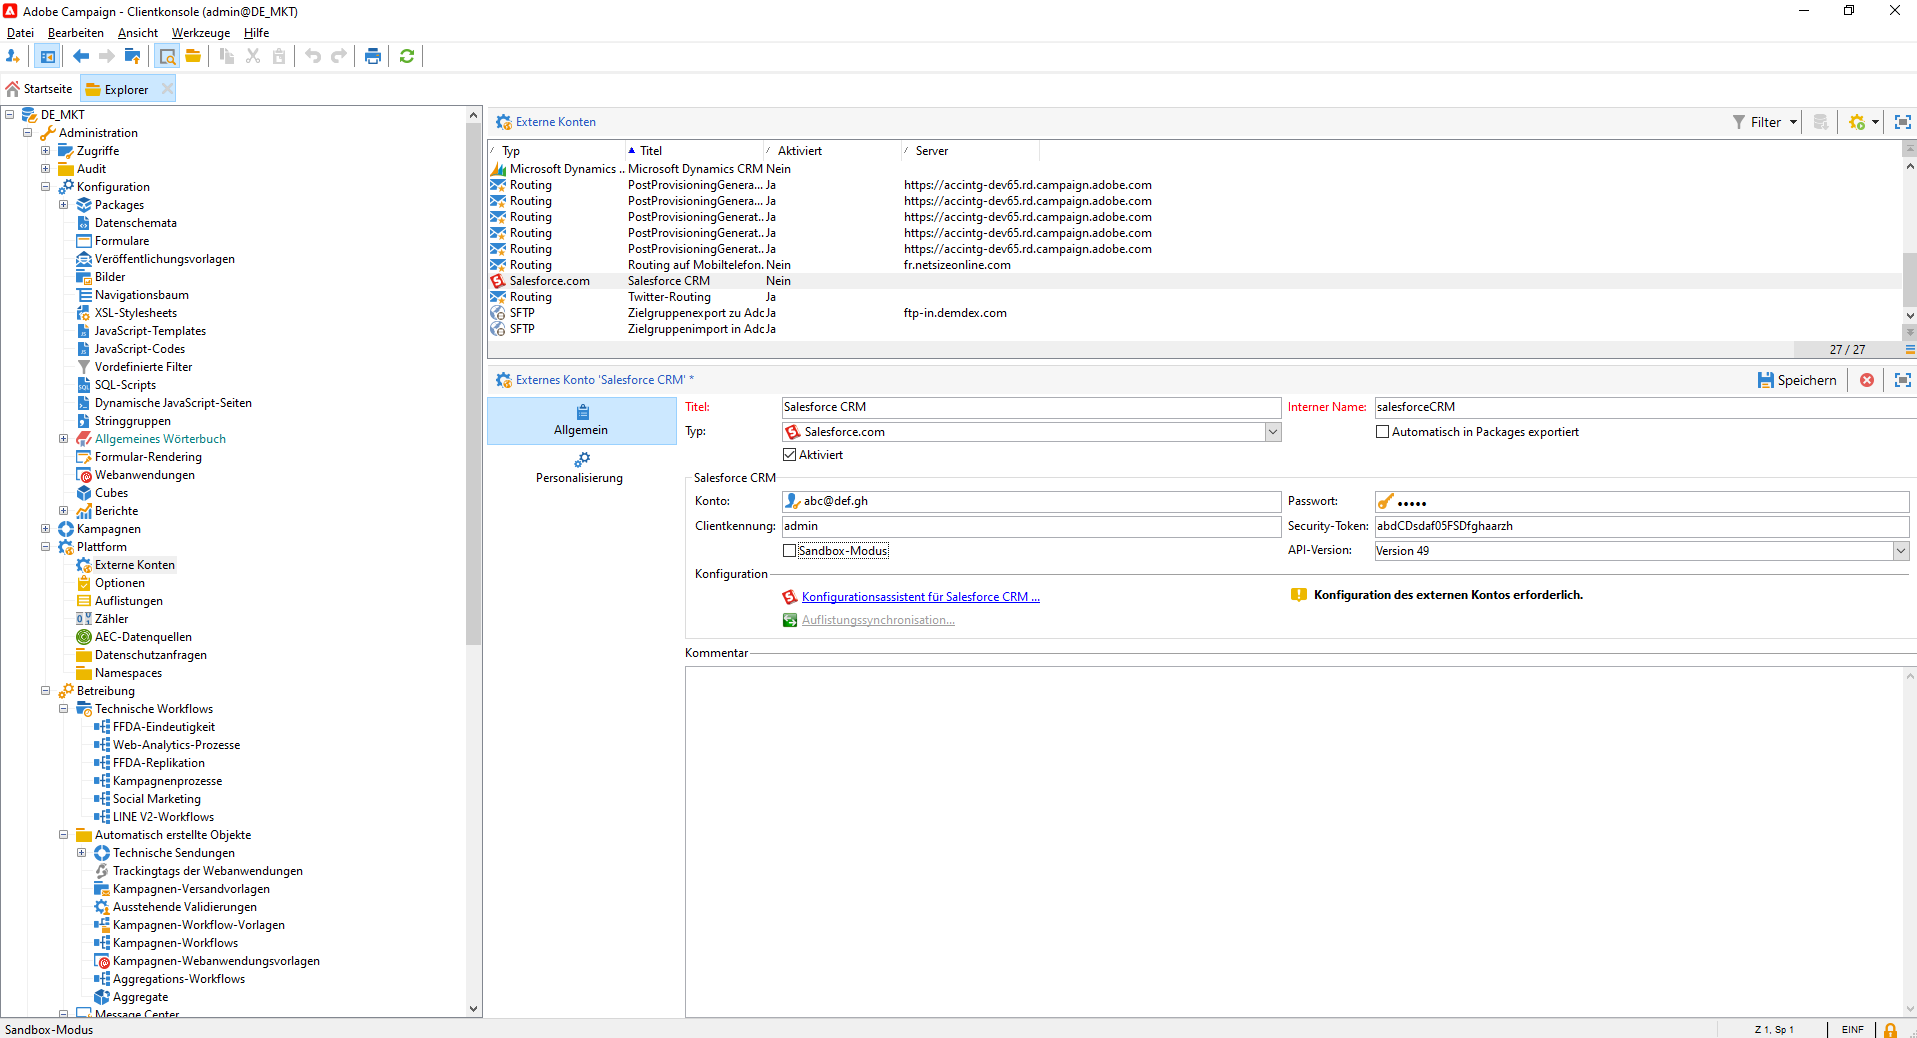 Adobe Campaign - Clientkonsole (admin@DE_MKT)
Datei Bearbeiten Ansicht Werkzeuge Hilfe
Startseite Explorer
DE_MKT
Administration
Zugriffe
Audit
Konfiguration
Packages
Datenschemata
Formulare
Veröffentlichungsvorlagen
Bilder
Navigationsbaum
XSL-Stylesheets
JavaScript-Templates
JavaScript-Codes
Vordefinierte Filter
SQL-Scripts
Dynamische JavaScript-Seiten
Stringgruppen
Allgemeines Wörterbuch
Formular-Rendering
Webanwendungen
Cubes
Berichte
Kampagnen
Plattform
Externe Konten
Optionen
Auflistungen
Zähler
AEC-Datenquellen
Datenschutzanfragen
Namespaces
Betreibung
Technische Workflows
FFDA-Eindeutigkeit
Web-Analytics-Prozesse
FFDA-Replikation
Kampagnenprozesse
Social Marketing
LINE V2-Workflows
Automatisch erstellte Objekte
Technische Sendungen
Trackingtags der Webanwendungen
Kampagnen-Versandvorlagen
Ausstehende Validierungen
Kampagnen-Workflow-Vorlagen
Kampagnen-Workflows
Kampagnen-Webanwendungsvorlagen
Aggregations-Workflows
Aggregate
Message Center
Externe Konten Filter
Typ Titel Aktiviert Server
Microsoft Dynamics .. Microsoft Dynamics CRM Nein
Routing PostProvisioningGenera... Ja https://accintg-dev65.rd.campaign.adobe.com
Routing PostProvisioningGenera... Ja https://accintg-dev65.rd.campaign.adobe.com
Routing PostProvisioningGenerat.. Ja https://accintg-dev65.rd.campaign.adobe.com
Routing PostProvisioningGenerat.. Ja https://accintg-dev65.rd.campaign.adobe.com
Routing PostProvisioningGenerat.. Ja https://accintg-dev65.rd.campaign.adobe.com
Routing Routing auf Mobiltelefon. Nein fr.netsizeonline.com
Salesforce.com Salesforce CRM Nein
Routing Twitter-Routing Ja
SFTP Zielgruppenexport zu Adc Ja ftp-in.demdex.com
SFTP Zielgruppenimport in Adc Ja
27 / 27
Externes Konto 'Salesforce CRM' * Speichern
Allgemein
Personalisierung
Titel: Salesforce CRM Interner Name: salesforceCRM
Typ: Salesforce.com Automatisch in Packages exportiert
Aktiviert
Salesforce CRM
Konto: abc@def.gh Passwort: •••••
Clientkennung: admin Security-Token: abdCDsdaf05FSDfghaarzh
Sandbox-Modus API-Version: Version 49
Konfiguration
Konfigurationsassistent für Salesforce CRM ... Konfiguration des externen Kontos erforderlich.
Auflistungssynchronisation...
Kommentar
Sandbox-Modus Z 1, Sp 1 EINF